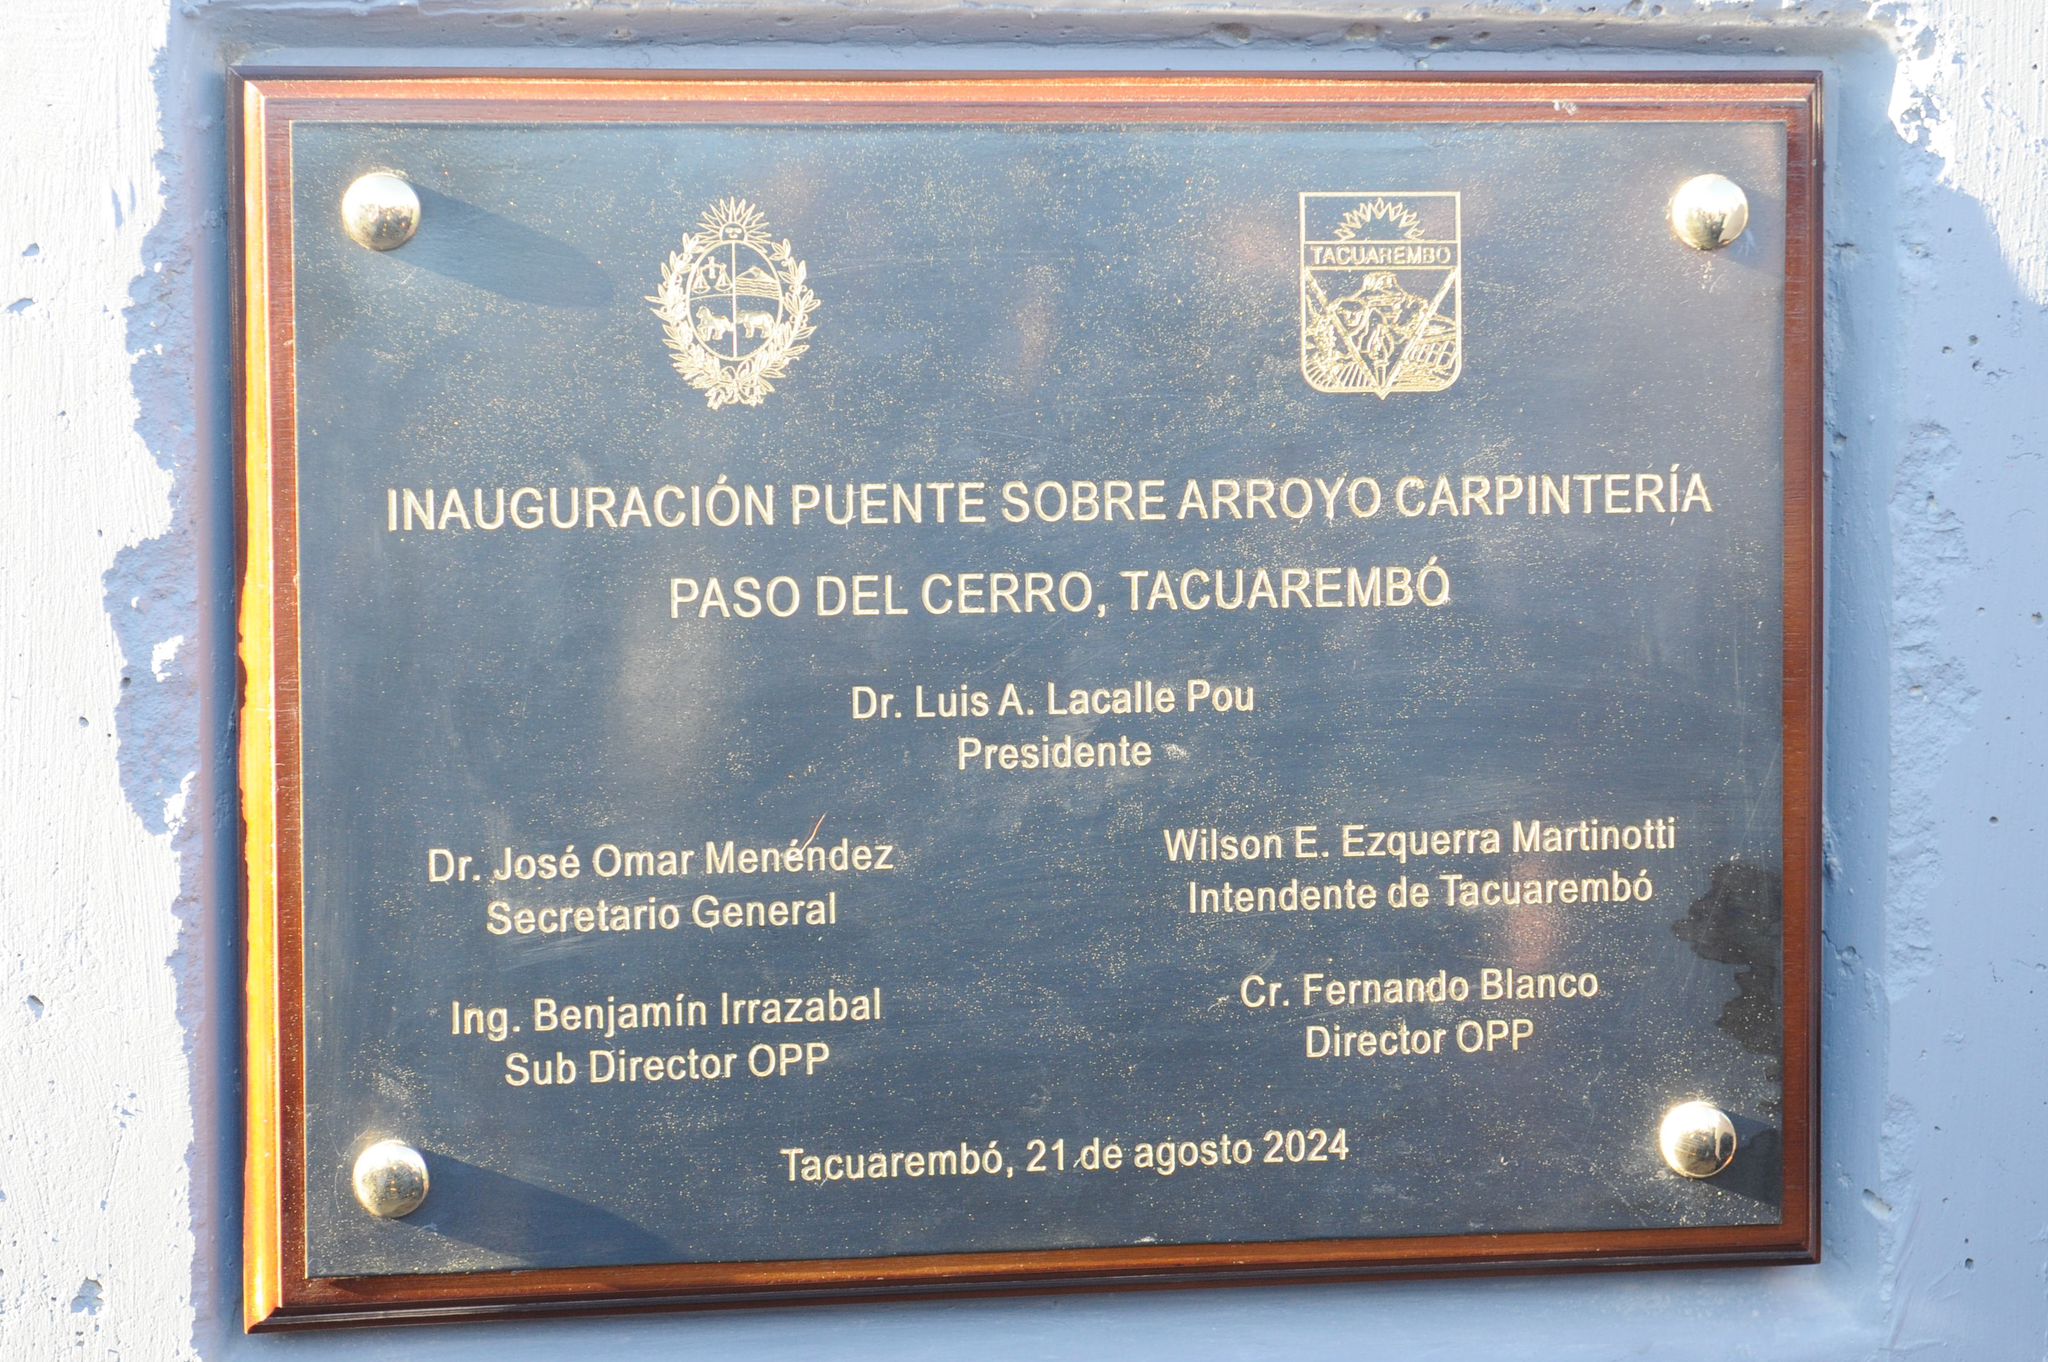 TACUAREMBO
INAUGURACIÓN PUENTE SOBRE ARROYO CARPINTERÍA
PASO DEL CERRO, TACUAREMBÓ
Dr. Luis A. Lacalle Pou
Presidente
Dr. José Omar Menéndez
Secretario General
Wilson E. Ezquerra Martinotti
Intendente de Tacuarembó
Ing. Benjamín Irrazabal
Sub Director OPP
Cr. Fernando Blanco
Director OPP
Tacuarembó, 21 de agosto 2024